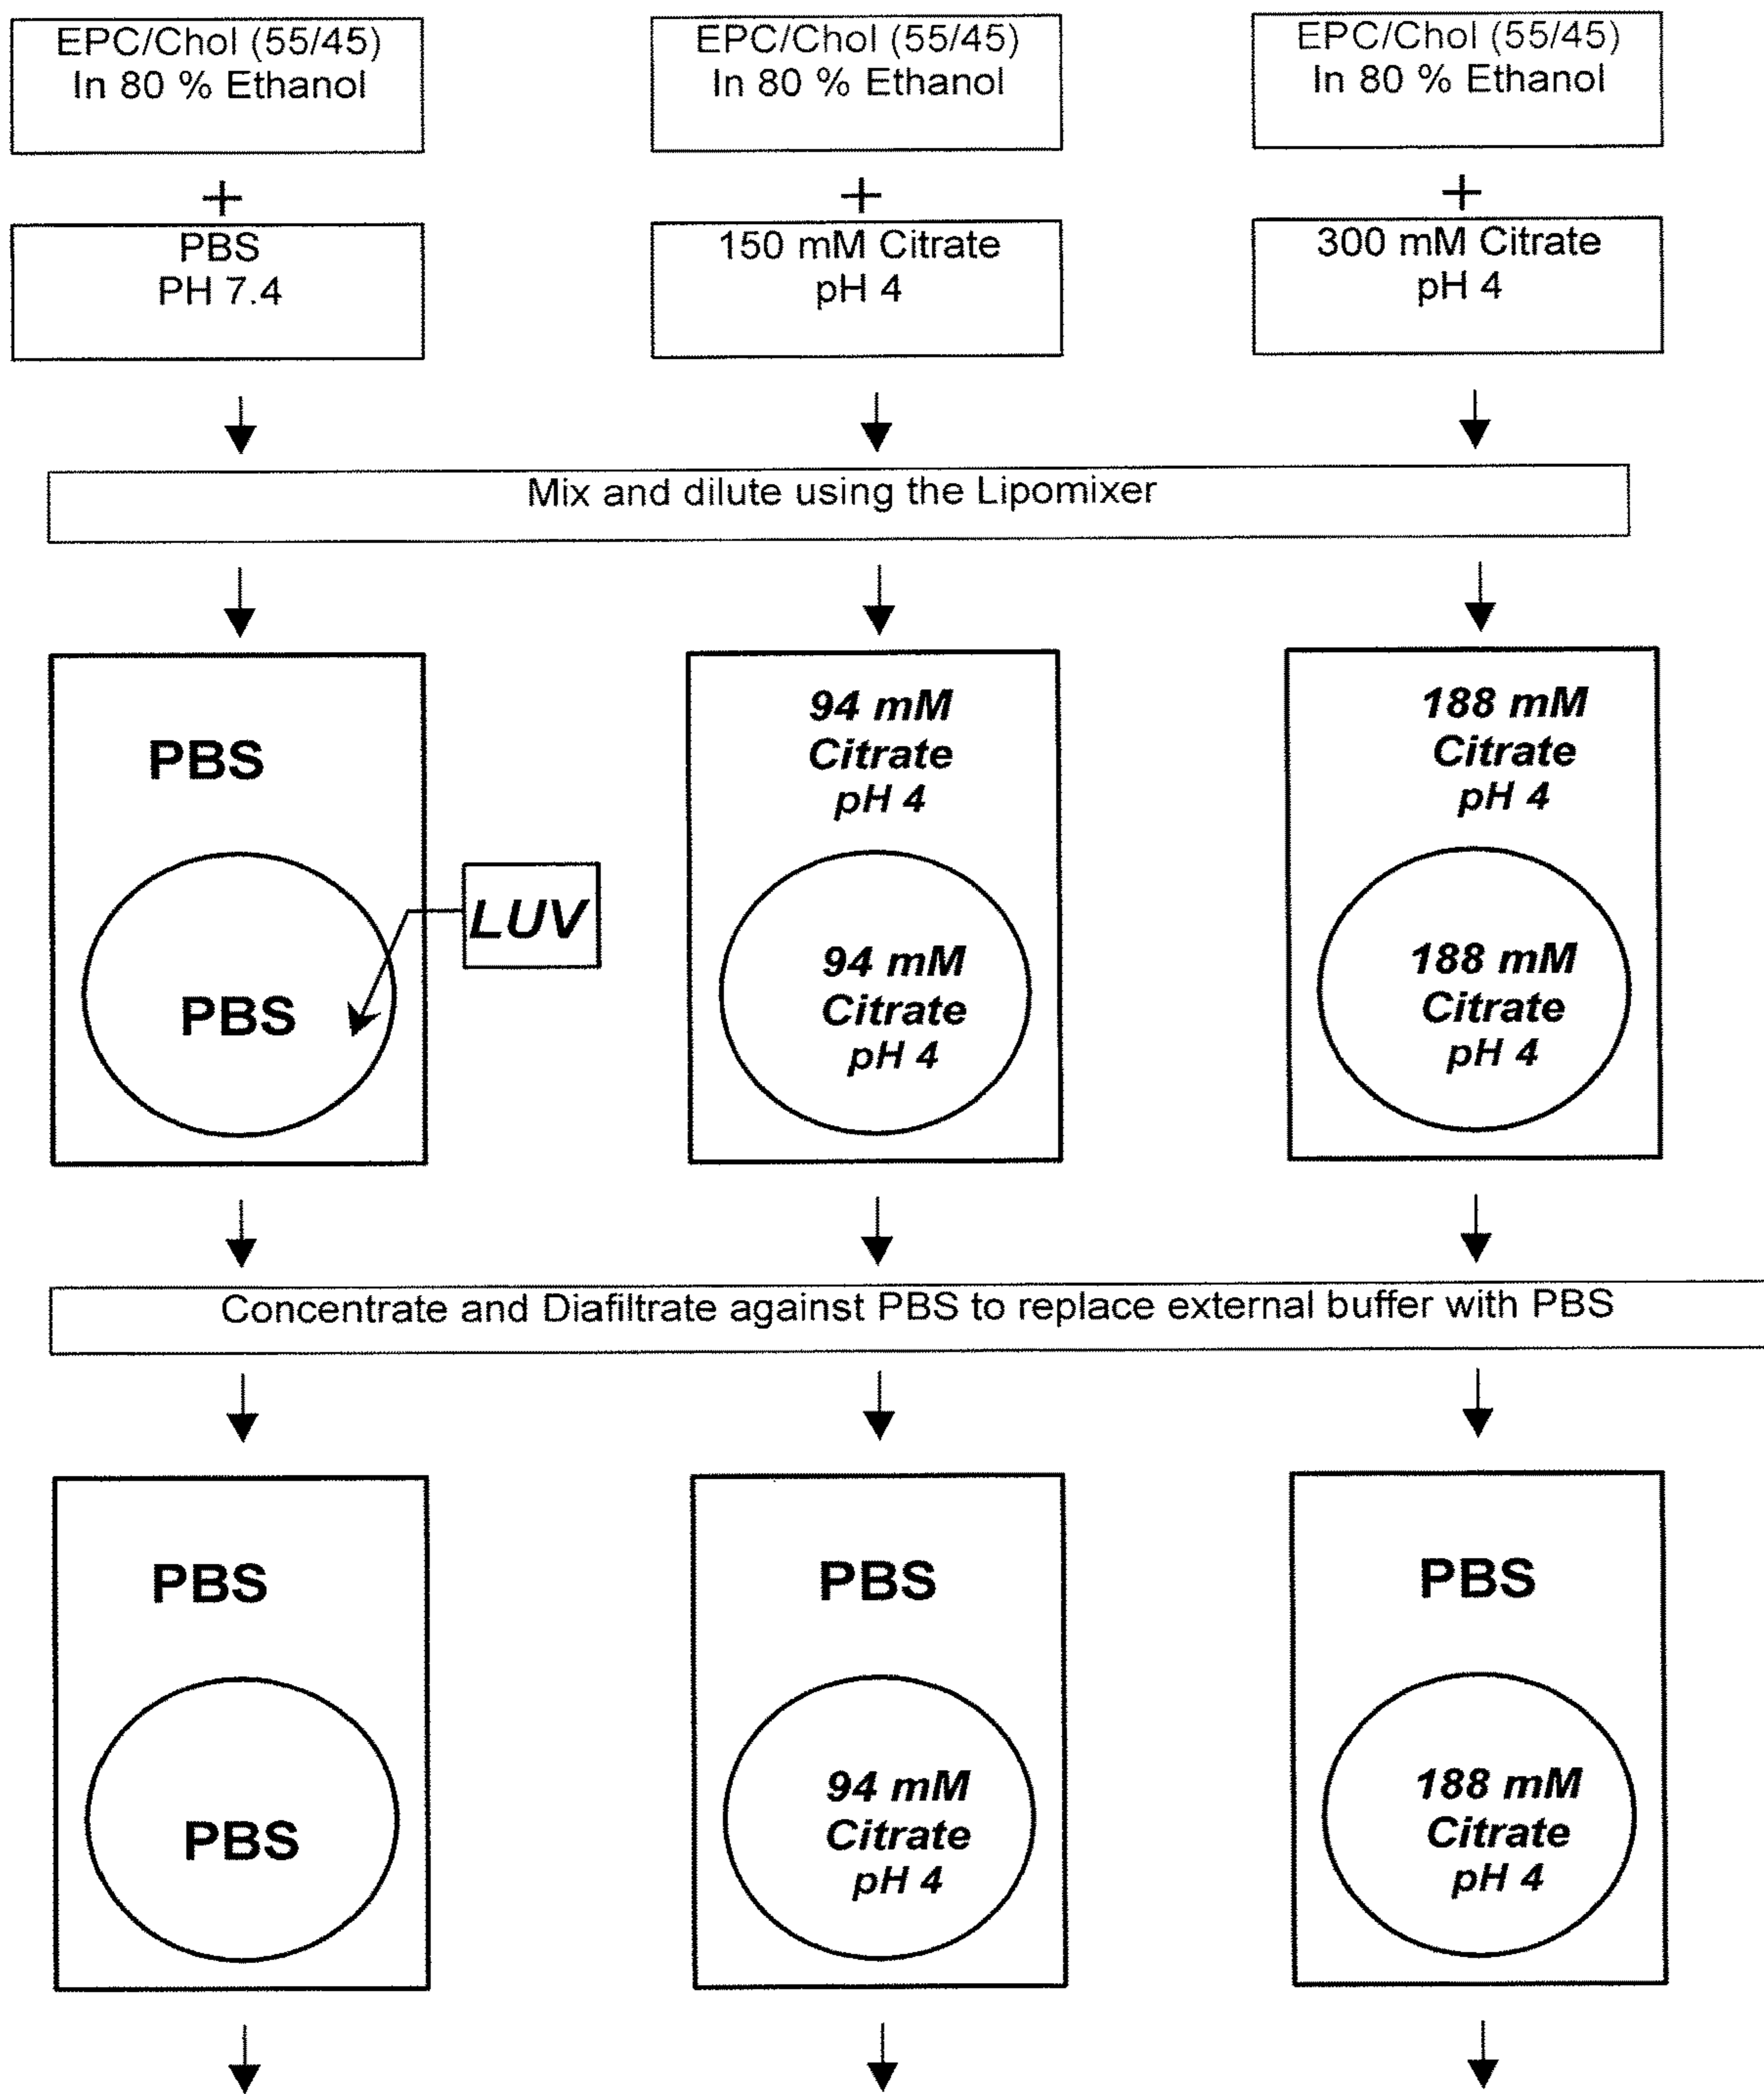 EPC/Chol (55/45)
In 80 % Ethanol
EPC/Chol (55/45)
In 80 % Ethanol
EPC/Chol (55/45)
In 80 % Ethanol
+
+
+
PBS
PH 7.4
150 mM Citrate
pH 4
300 mM Citrate
pH 4
Mix and dilute using the Lipomixer
PBS
94 mM
Citrate
pH 4
188 mM
Citrate
pH 4
LUV
PBS
94 mM
Citrate
pH 4
188 mM
Citrate
pH 4
Concentrate and Diafiltrate against PBS to replace external buffer with PBS
PBS
PBS
PBS
PBS
94 mM
Citrate
pH 4
188 mM
Citrate
pH 4